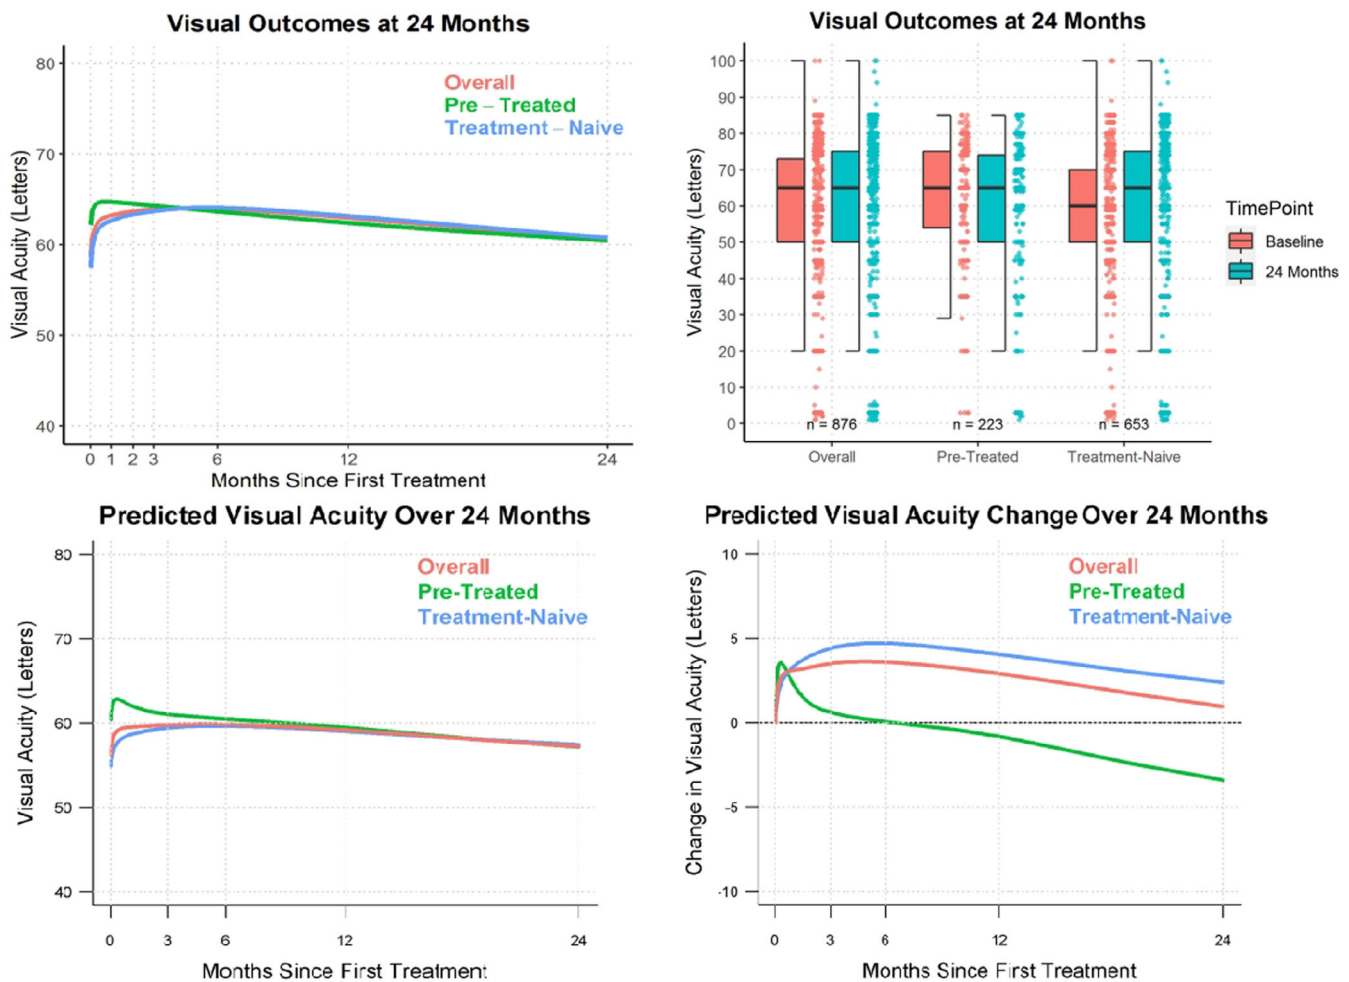 Visual Outcomes at 24 Months
Visual Acuity (Letters)
80
70
60
50
40
Overall
Pre – Treated
Treatment – Naive
0 1 2 3 6 12 24
Months Since First Treatment
Visual Outcomes at 24 Months
Visual Acuity (Letters)
100
90
80
70
60
50
40
30
20
10
0
n = 876 n = 223 n = 653
Overall Pre-Treated Treatment-Naive
TimePoint
Baseline
24 Months
Predicted Visual Acuity Over 24 Months
Visual Acuity (Letters)
80
70
60
50
40
Overall
Pre-Treated
Treatment-Naive
0 3 6 12 24
Months Since First Treatment
Predicted Visual Acuity Change Over 24 Months
Change in Visual Acuity (Letters)
10
5
0
-5
-10
Overall
Pre-Treated
Treatment-Naive
0 3 6 12 24
Months Since First Treatment